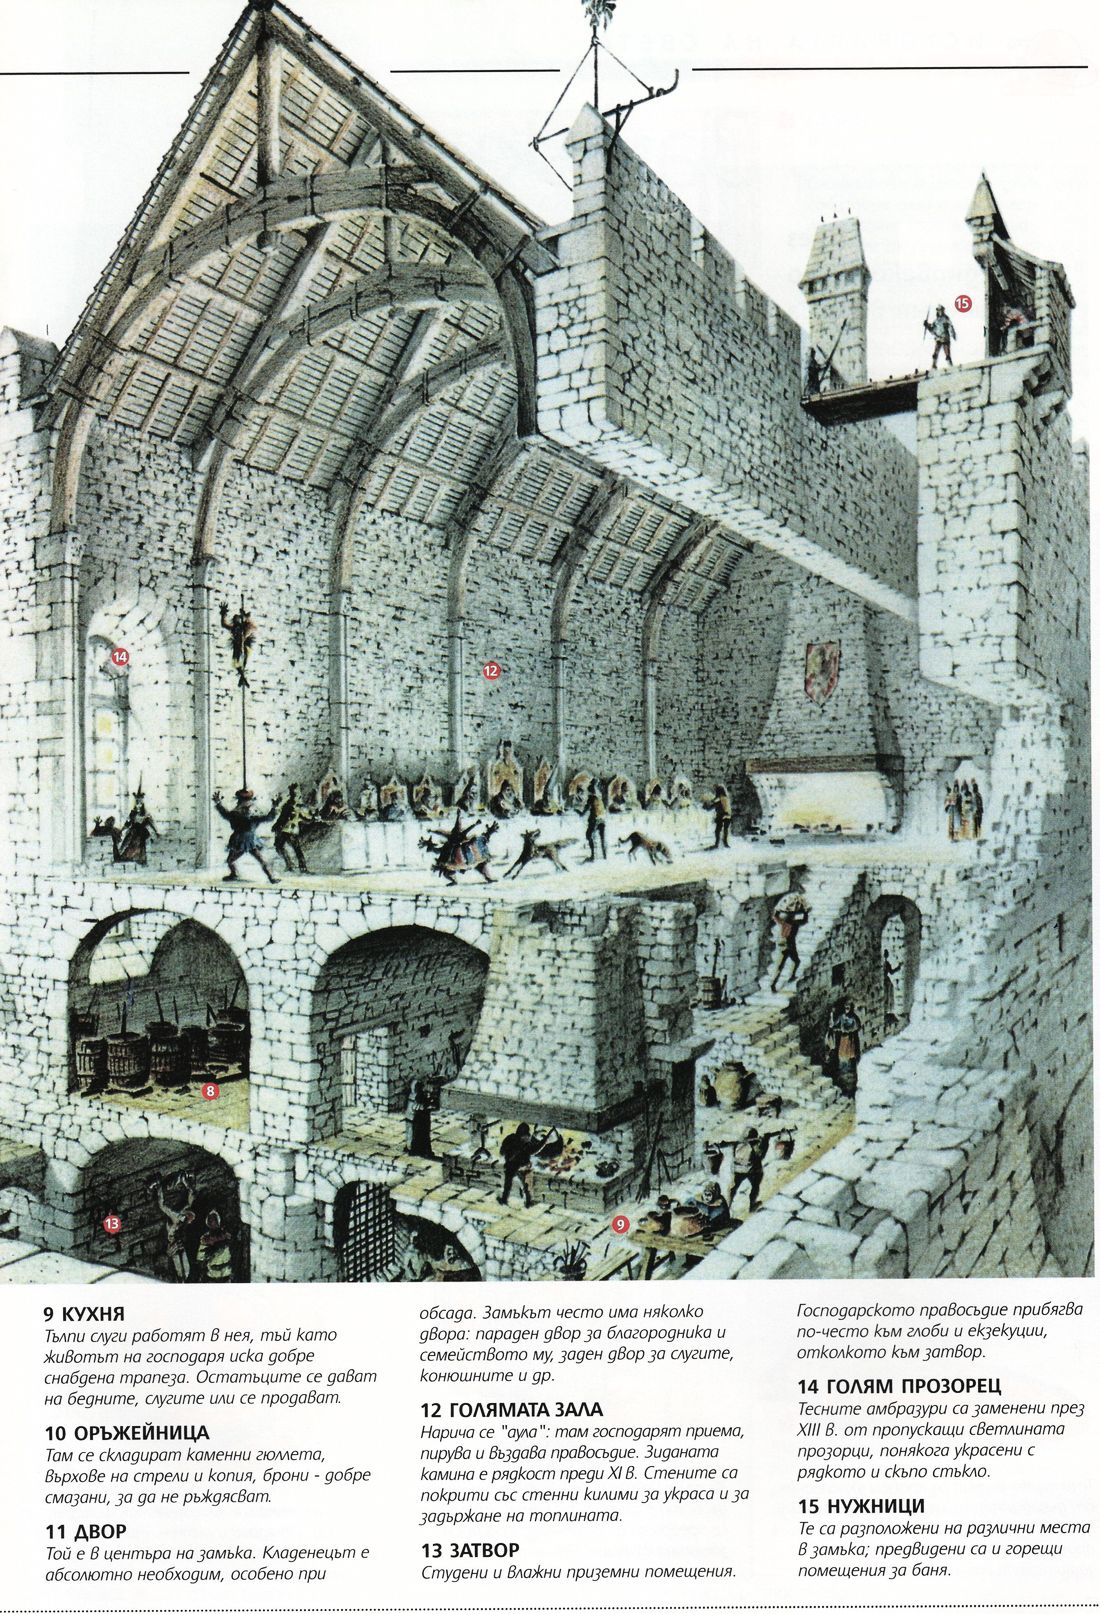 15
14
12
8
13
9
9 КУХНЯ
Тълпи слуги работят в нея, тъй като
животът на господаря иска добре
снабдена трапеза. Остатъците се дават
на бедните, слугите или се продават.
10 ОРЪЖЕЙНИЦА
Там се складират каменни гюллета,
върхове на стрели и копия, брони - добре
смазани, за да не ръждясват.
11 ДВОР
Той е в центъра на замъка. Кладенецът е
абсолютно необходим, особено при
обсада. Замъкът често има няколко
двора: параден двор за благородника и
семейството му, заден двор за слугите,
конюшните и др.
12 ГОЛЯМАТА ЗАЛА
Нарича се "аула": там господарят приема,
пирува и въздава правосъдие. Зиданата
камина е рядкост преди XI в. Стените са
покрити със стенни килими за украса и за
задържане на топлината.
13 ЗАТВОР
Студени и влажни приземни помещения.
Господарското правосъдие прибягва
по-често към глоби и екзекуции,
отколкото към затвор.
14 ГОЛЯМ ПРОЗОРЕЦ
Тесните амбразури са заменени през
XIII в. от пропускащи светлината
прозорци, понякога украсени с
рядкото и скъпо стъкло.
15 НУЖНИЦИ
Те са разположени на различни места
в замъка; предвидени са и горещи
помещения за баня.